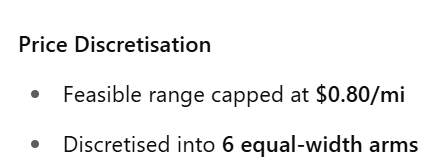 Price Discretisation
• Feasible range capped at $0.80/mi
• Discretised into 6 equal-width arms